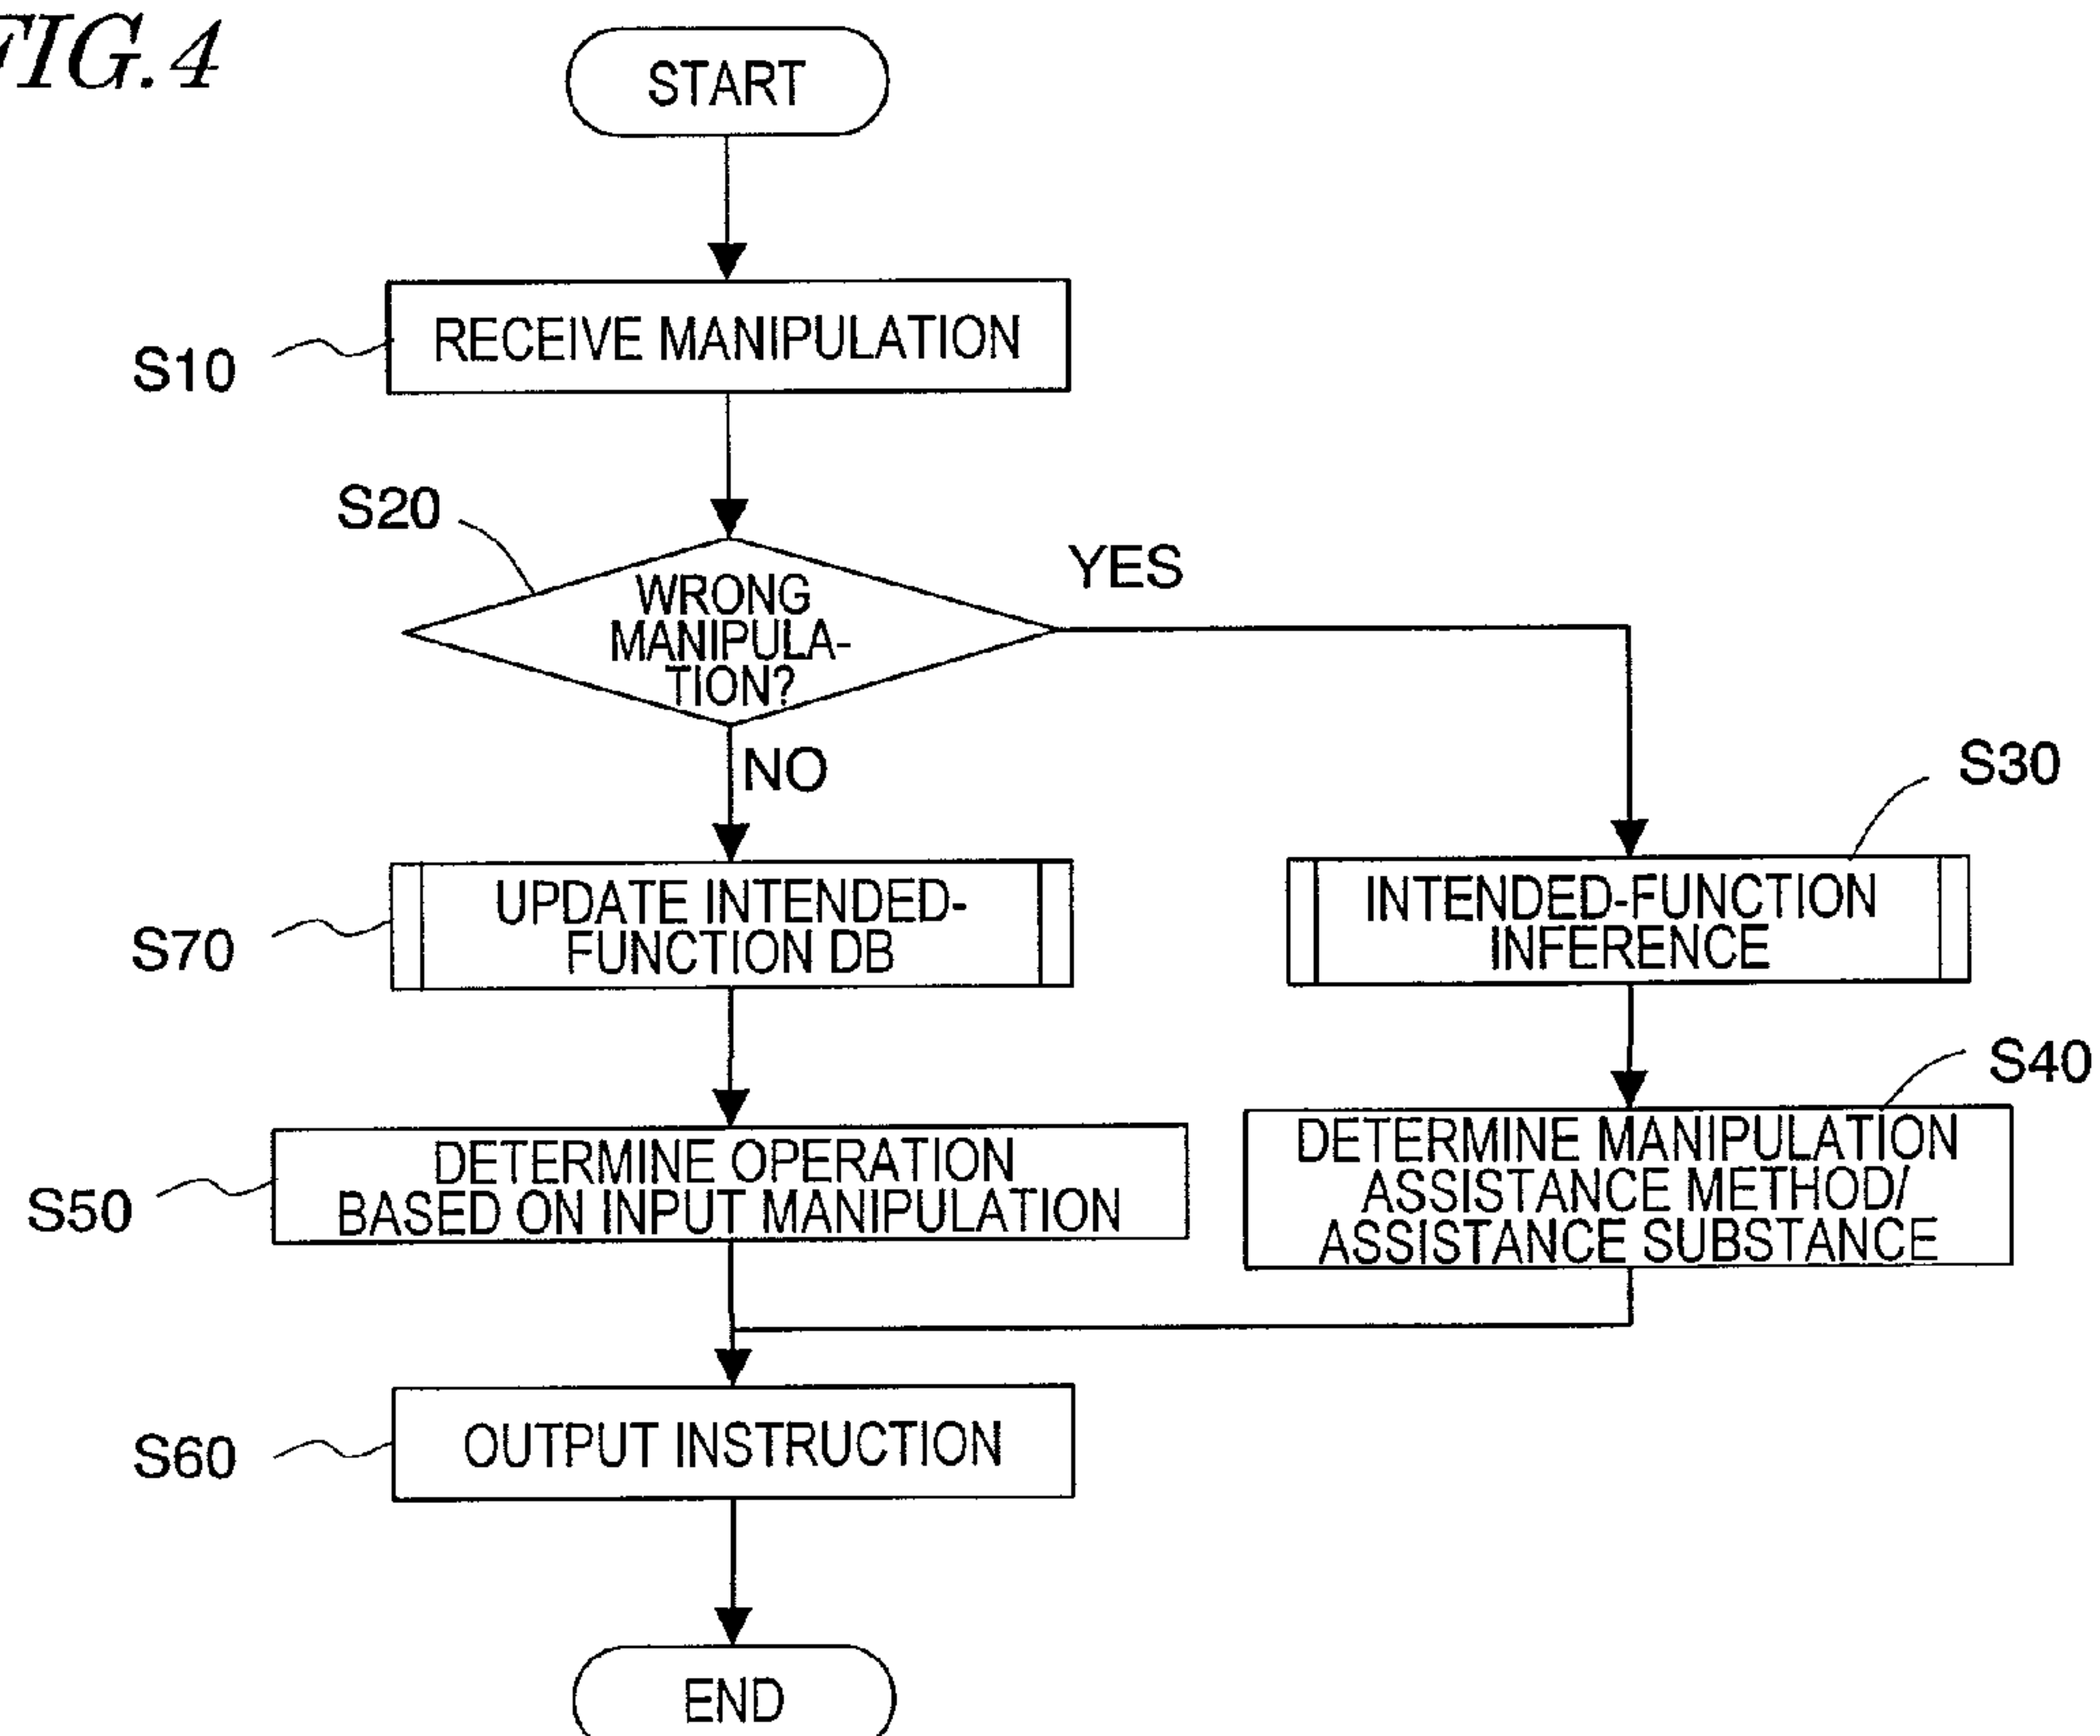 FIG. 4
START
RECEIVE MANIPULATION
S10
S20
WRONG
MANIPULA-
TION?
YES
NO
S30
UPDATE INTENDED-
FUNCTION DB
S70
INTENDED-FUNCTION
INFERENCE
S40
DETERMINE OPERATION
BASED ON INPUT MANIPULATION
S50
DETERMINE MANIPULATION
ASSISTANCE METHOD/
ASSISTANCE SUBSTANCE
OUTPUT INSTRUCTION
S60
END